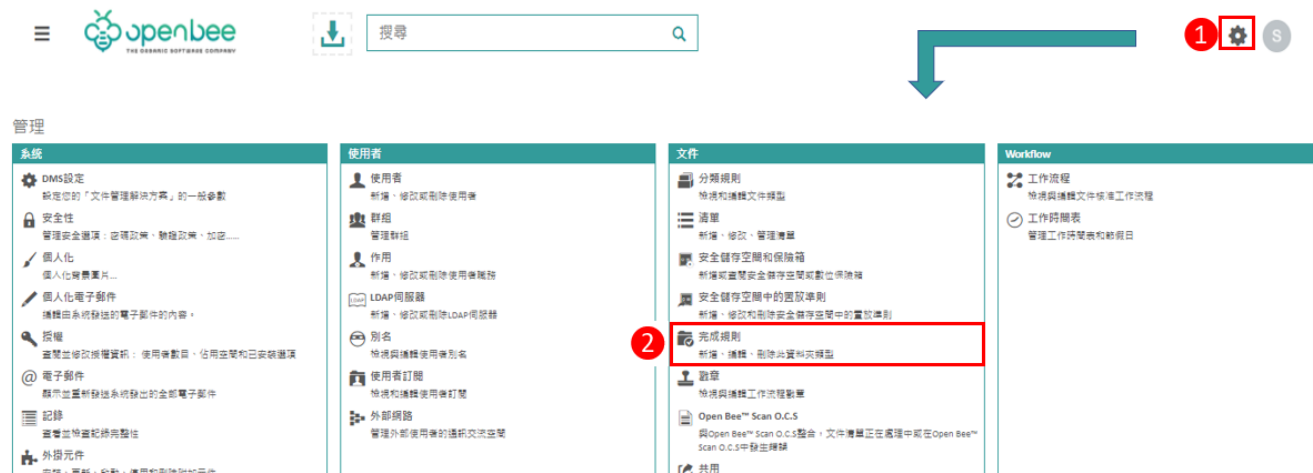 openbee
THE ORGANIC SOFTWARE COMPANY
搜尋
1
S
管理
系統
DMS設定
設定您的「文件管理解決方案」的一般參數
安全性
管理安全選項：密碼政策、驗證政策、加密......
個人化
個人化背景圖片...
個人化電子郵件
編輯由系統發送的電子郵件的內容。
授權
查閱並修改授權資訊： 使用者數目、佔用空間和已安裝選項
@ 電子郵件
顯示並重新發送系統發出的全部電子郵件
記錄
查看並檢查記錄完整性
外掛元件
安裝、更新、啟動、停用和刪除附加元件
使用者
使用者
新增、修改或刪除使用者
群組
管理群組
作用
新增、修改或刪除使用者職務
LDAP LDAP伺服器
新增、修改或刪除LDAP伺服器
別名
檢視與編輯使用者別名
使用者訂閱
檢視和編輯使用者訂閱
外部網路
管理外部使用者的通訊交流空間
文件
分類規則
檢視和編輯文件類型
清單
新增、修改、管理清單
安全儲存空間和保險箱
新增或查閱安全儲存空間或數位保險箱
安全儲存空間中的置放準則
新增、修改和刪除安全儲存空間中的置放準則
2
完成規則
新增、編輯、刪除此資料夾類型
戳章
檢視與編輯工作流程戳章
Open Bee™ Scan O.C.S
與Open Bee™ Scan O.C.S整合，文件清單正在處理中或在Open Bee™
Scan O.C.S中發生錯誤
共用
Workflow
工作流程
檢視與編輯文件核准工作流程
工作時間表
管理工作時間表和節假日